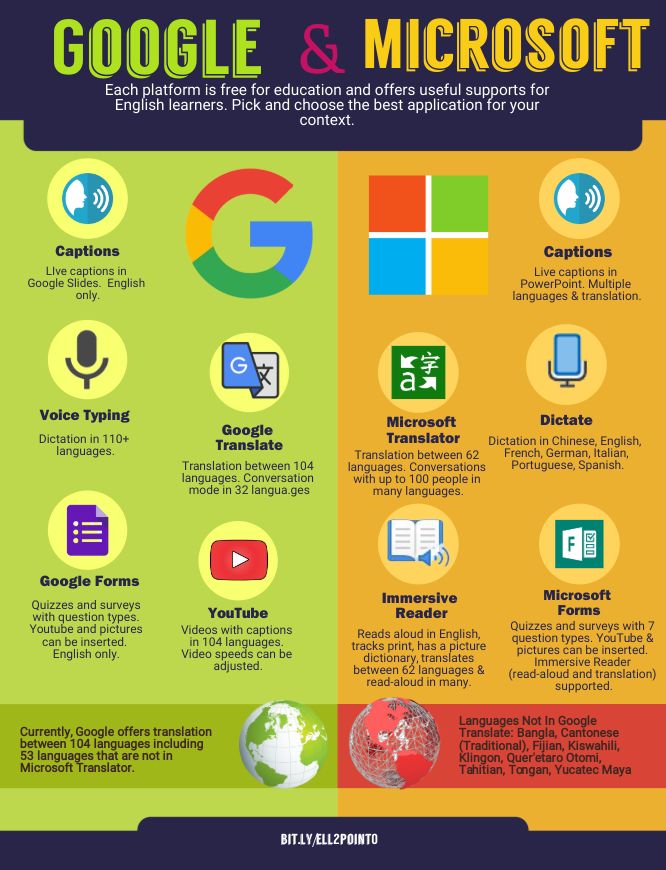 GOOGLE & MICROSOFT
Each platform is free for education and offers useful supports for
English learners. Pick and choose the best application for your
context.
Captions
LIve captions in
Google Slides. English
only.
Captions
Live captions in
PowerPoint. Multiple
languages & translation.
Voice Typing
Dictation in 110+
languages.
Google
Translate
Translation between 104
languages. Conversation
mode in 32 langua.ges
Microsoft
Translator
Translation between 62
languages. Conversations
with up to 100 people in
many languages.
Dictate
Dictation in Chinese, English,
French, German, Italian,
Portuguese, Spanish.
Google Forms
Quizzes and surveys
with question types.
Youtube and pictures
can be inserted.
English only.
YouTube
Videos with captions
in 104 languages.
Video speeds can be
adjusted.
Immersive
Reader
Reads aloud in English,
tracks print, has a picture
dictionary, translates
between 62 languages &
read-aloud in many.
Microsoft
Forms
Quizzes and surveys with 7
question types. YouTube &
pictures can be inserted.
Immersive Reader
(read-aloud and translation)
supported.
Currently, Google offers translation
between 104 languages including
53 languages that are not in
Microsoft Translator.
Languages Not In Google
Translate: Bangla, Cantonese
(Traditional), Fijian, Kiswahili,
Klingon, Quer'etaro Otomi,
Tahitian, Tongan, Yucatec Maya
BIT.LY/ELL2POINTO